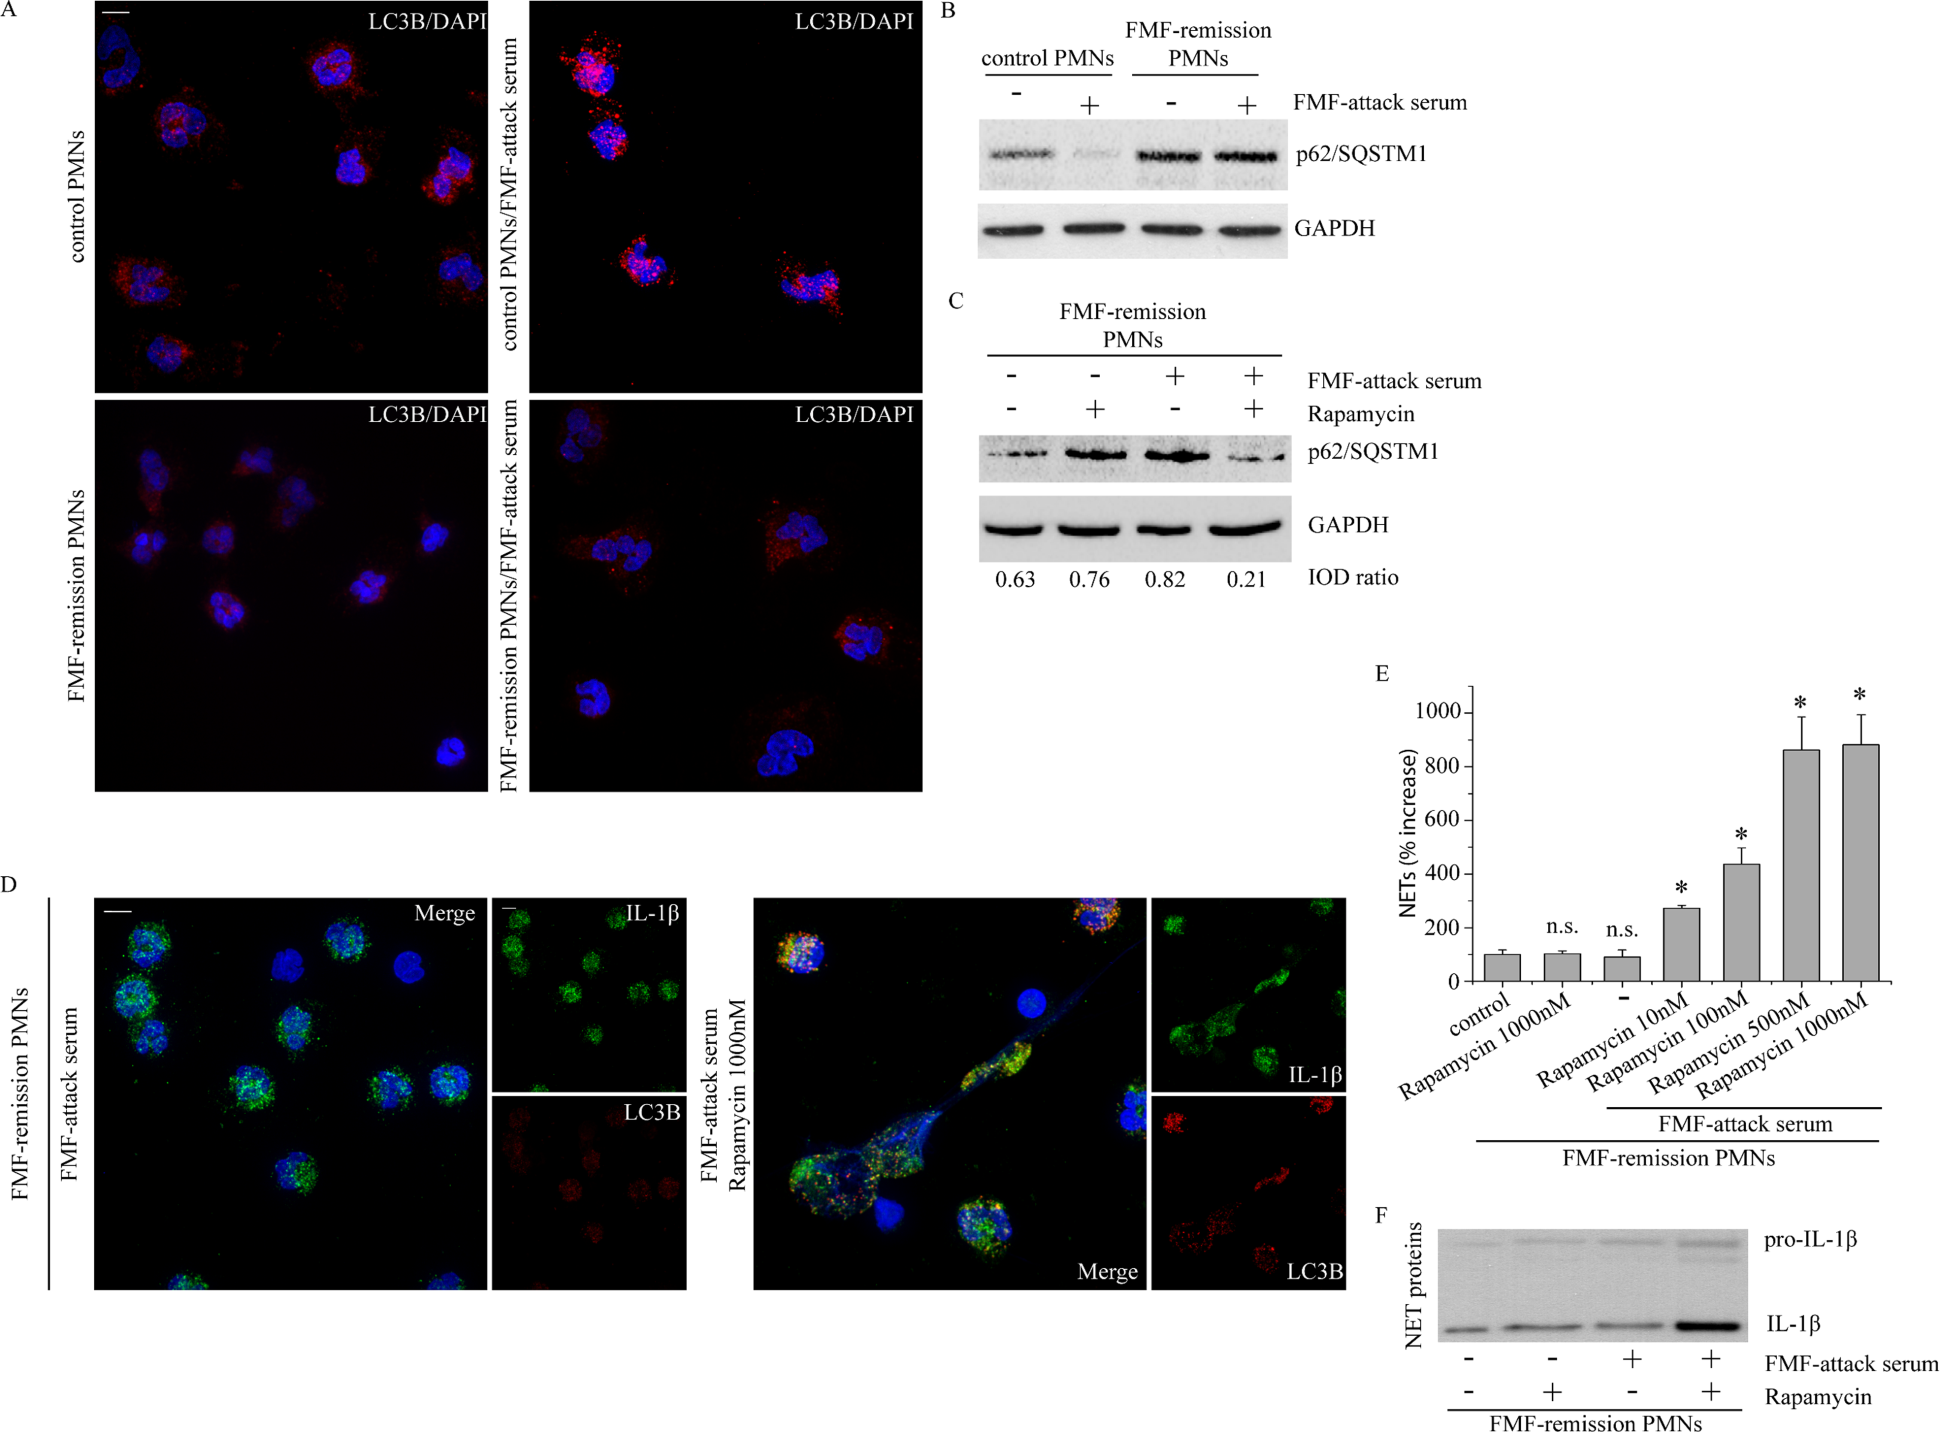 A
LC3B/DAPI
control PMNs
LC3B/DAPI
control PMNs/FMF-attack serum
LC3B/DAPI
FMF-remission PMNs
LC3B/DAPI
FMF-remission PMNs/FMF-attack serum
B
control PMNs
FMF-remission
PMNs
- + - + FMF-attack serum
p62/SQSTM1
GAPDH
C
FMF-remission
PMNs
- - + + FMF-attack serum
- + - + Rapamycin
p62/SQSTM1
GAPDH
0.63 0.76 0.82 0.21 IOD ratio
D
FMF-remission PMNs
FMF-attack serum
Merge
IL-1β
LC3B
FMF-attack serum
Rapamycin 1000nM
Merge
IL-1β
LC3B
E
NETs (% increase)
1000
800
600
400
200
0
n.s.
n.s.
*
*
*
*
control
Rapamycin 1000nM
-
Rapamycin 10nM
Rapamycin 100nM
Rapamycin 500nM
Rapamycin 1000nM
FMF-attack serum
FMF-remission PMNs
F
NET proteins
pro-IL-1β
IL-1β
- - + + FMF-attack serum
- + - + Rapamycin
FMF-remission PMNs